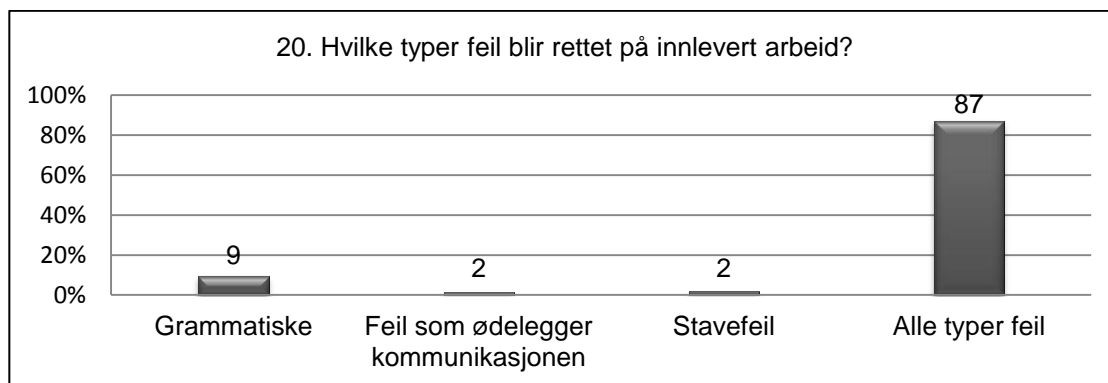 20. Hvilke typer feil blir rettet på innlevert arbeid?
100%
80%
60%
40%
20%
0%
9
2
2
87
Grammatiske
Feil som ødelegger
kommunikasjonen
Stavefeil
Alle typer feil